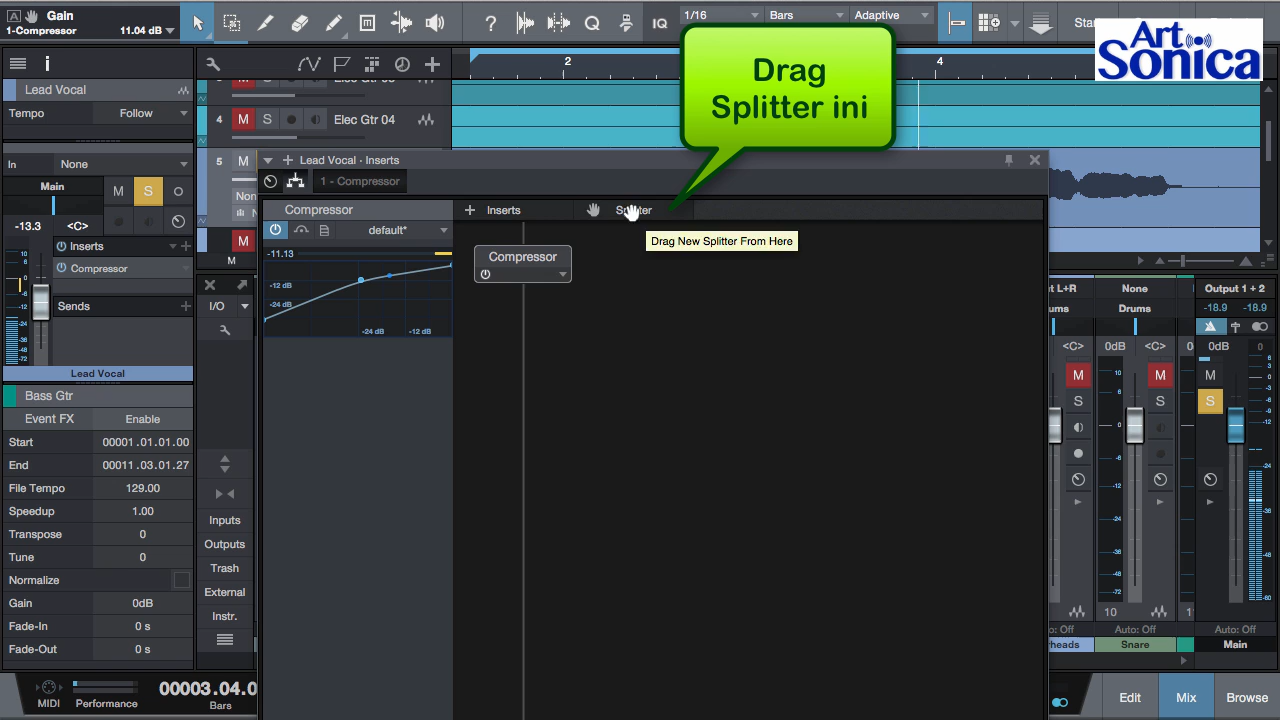 A
Gain
1-Compressor
11.04 dB
?
Q
IQ
1/16
Bars
Adaptive
Art
Sonica
Drag
Splitter ini
i
2
4
Lead Vocal
Tempo
Follow
In
None
Main
M
S
-13.3
<C>
Inserts
Compressor
Sends
Lead Vocal
4
M
S
Elec Gtr 04
5
M
M
M
Lead Vocal · Inserts
1 - Compressor
Compressor
default*
-11.13
-12 dB
-24 dB
-24 dB
-12 dB
Inserts
Drag New Splitter From Here
Compressor
I/O
Inputs
Outputs
Trash
External
Instr.
Bass Gtr
Event FX
Enable
Start
00001.01.01.00
End
00011.03.01.27
File Tempo
129.00
Speedup
1.00
Transpose
0
Tune
0
Normalize
Gain
0dB
Fade-In
0 s
Fade-Out
0 s
None
Output 1 + 2
Drums
-18.9
-18.9
<C>
0dB
<C>
0dB
0
M
M
M
S
S
S
10
Auto: Off
Auto: Off
Snare
Main
MIDI
Performance
00003.04.0
Bars
Edit
Mix
Browse